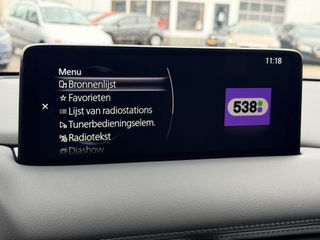 11:18
Menu
Bronnenlijst
Favorieten
Lijst van radiostations
Tunerbedieningselem.
Radiotekst
Diashow
538